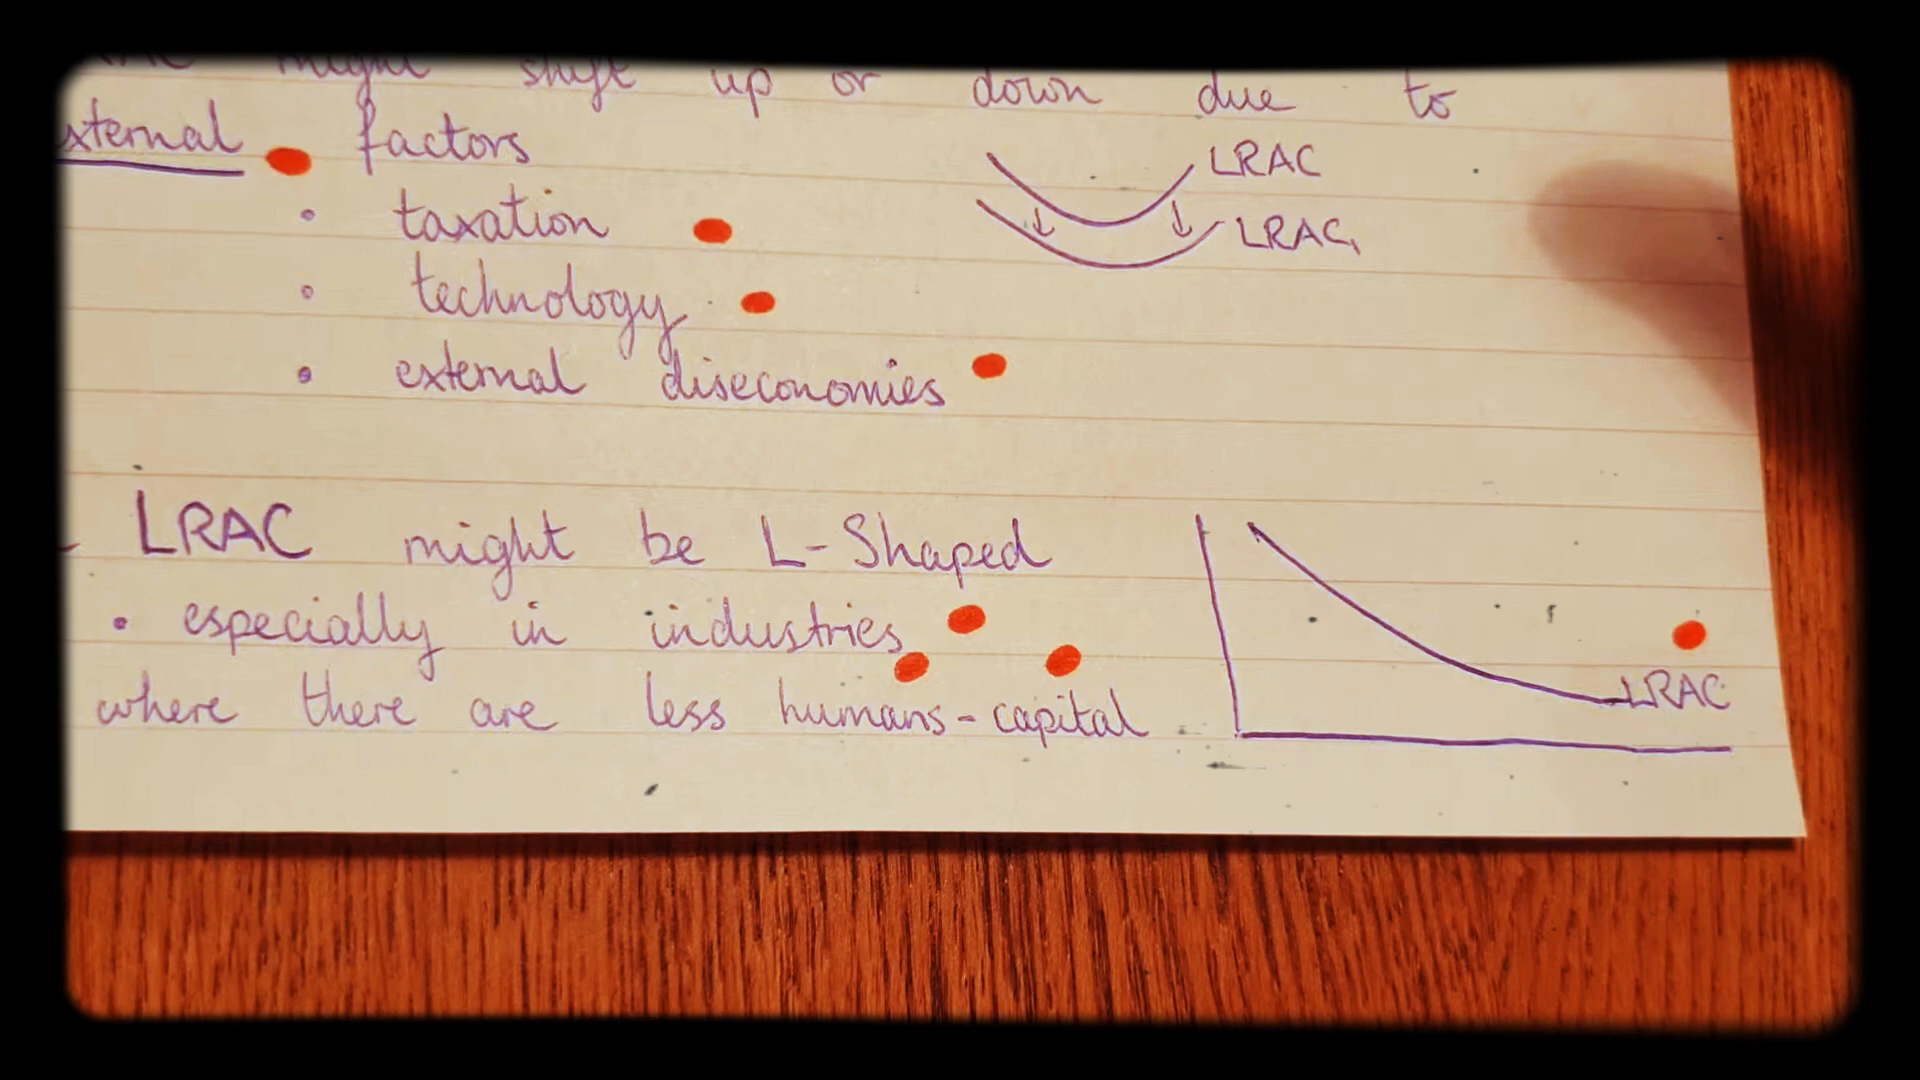 might shift up or down due to
xternal factors
LRAC
• taxation
LRAC₁
• technology
• external diseconomies
- LRAC might be L-Shaped
• especially in industries
where there are less humans - capital
LRAC